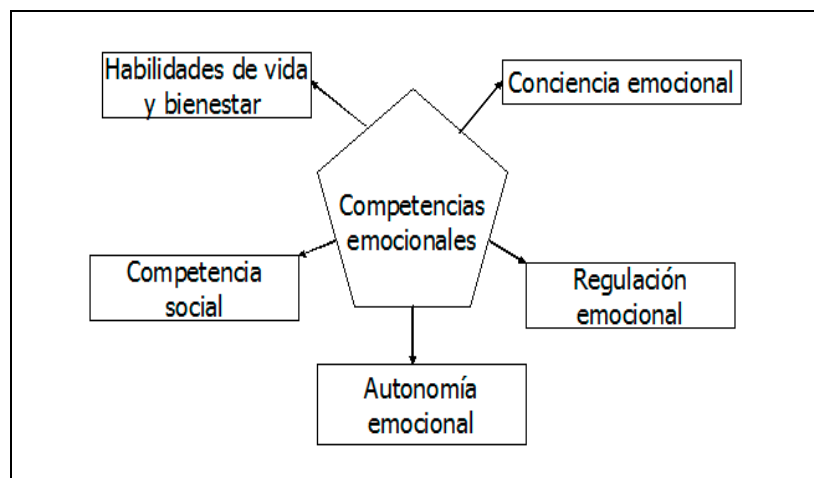 Habilidades de vida
y bienestar
Conciencia emocional
Competencias
emocionales
Competencia
social
Regulación
emocional
Autonomía
emocional